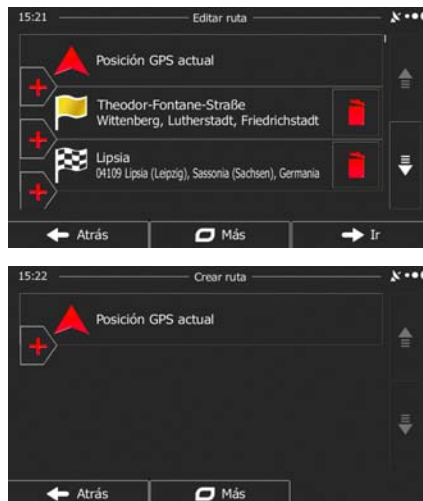 15:21 Editar ruta
Posición GPS actual
Theodor-Fontane-Straße
Wittenberg, Lutherstadt, Friedrichstadt
Lipsia
04109 Lipsia (Leipzig), Sassonia (Sachsen), Germania
Atrás Más Ir
15:22 Crear ruta
Posición GPS actual
Atrás Más